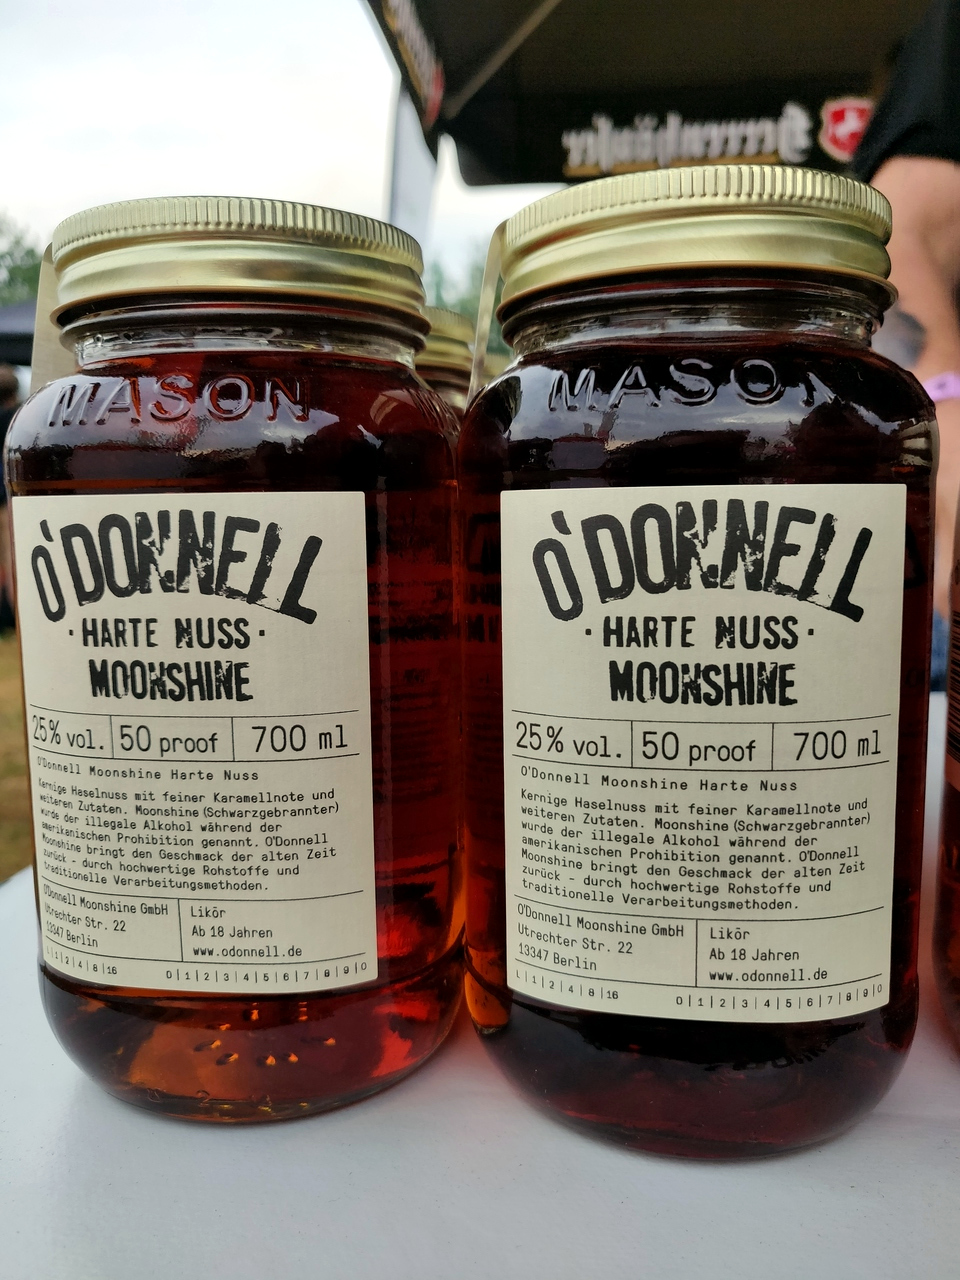 Herrenhäuser
MASON
O'DONNELL
· HARTE NUSS ·
MOONSHINE
25% vol. 50 proof 700 ml
O'Donnell Moonshine Harte Nuss
Kernige Haselnuss mit feiner Karamellnote und
weiteren Zutaten. Moonshine (Schwarzgebrannter)
wurde der illegale Alkohol während der
amerikanischen Prohibition genannt. O'Donnell
Moonshine bringt den Geschmack der alten Zeit
zurück - durch hochwertige Rohstoffe und
traditionelle Verarbeitungsmethoden.
O'Donnell Moonshine GmbH
Utrechter Str. 22
13347 Berlin
Likör
Ab 18 Jahren
www.odonnell.de
L|1|2|4|8|16 0|1|2|3|4|5|6|7|8|9|0
MASON
O'DONNELL
· HARTE NUSS ·
MOONSHINE
25% vol. 50 proof 700 ml
O'Donnell Moonshine Harte Nuss
Kernige Haselnuss mit feiner Karamellnote und
weiteren Zutaten. Moonshine (Schwarzgebrannter)
wurde der illegale Alkohol während der
amerikanischen Prohibition genannt. O'Donnell
Moonshine bringt den Geschmack der alten Zeit
zurück - durch hochwertige Rohstoffe und
traditionelle Verarbeitungsmethoden.
O'Donnell Moonshine GmbH
Utrechter Str. 22
13347 Berlin
Likör
Ab 18 Jahren
www.odonnell.de
L|1|2|4|8|16 0|1|2|3|4|5|6|7|8|9|0